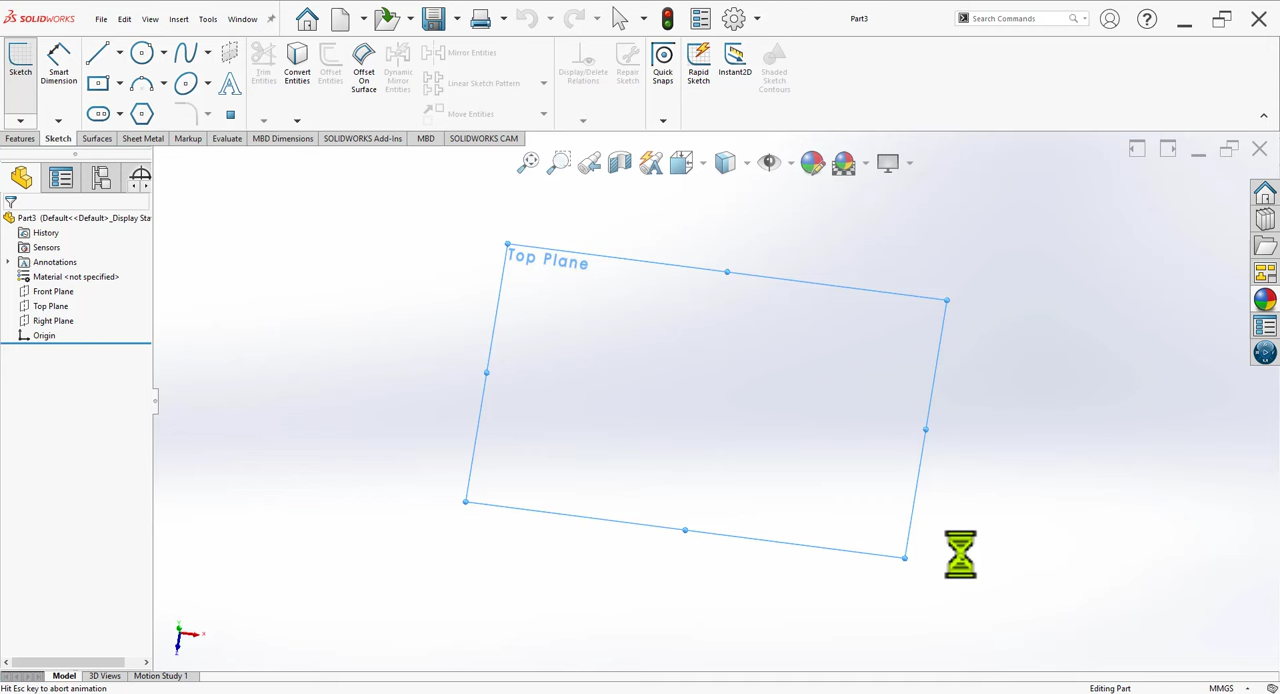 SOLIDWORKS File Edit View Insert Tools Window Part3 Search Commands
Sketch Smart Dimension Trim Entities Convert Entities Offset Entities Offset On Surface Dynamic Mirror Entities Mirror Entities Linear Sketch Pattern Move Entities Display/Delete Relations Repair Sketch Quick Snaps Rapid Sketch Instant2D Shaded Sketch Contours
Features Sketch Surfaces Sheet Metal Markup Evaluate MBD Dimensions SOLIDWORKS Add-Ins MBD SOLIDWORKS CAM
Part3 (Default<<Default>_Display Sta
History
Sensors
Annotations
Material <not specified>
Front Plane
Top Plane
Right Plane
Origin
Top Plane
Y
X
Z
Model 3D Views Motion Study 1
Hit Esc key to abort animation Editing Part MMGS